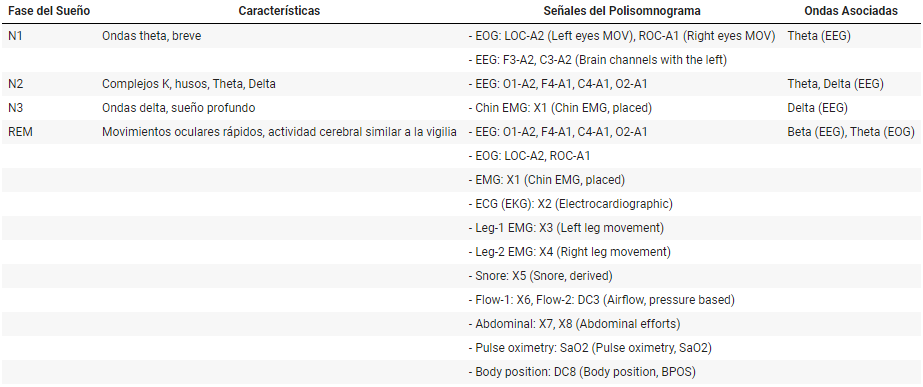 Fase del Sueño Características Señales del Polisomnograma Ondas Asociadas
N1 Ondas theta, breve - EOG: LOC-A2 (Left eyes MOV), ROC-A1 (Right eyes MOV) Theta (EEG)
- EEG: F3-A2, C3-A2 (Brain channels with the left)
N2 Complejos K, husos, Theta, Delta - EEG: O1-A2, F4-A1, C4-A1, O2-A1 Theta, Delta (EEG)
N3 Ondas delta, sueño profundo - Chin EMG: X1 (Chin EMG, placed) Delta (EEG)
REM Movimientos oculares rápidos, actividad cerebral similar a la vigilia - EEG: O1-A2, F4-A1, C4-A1, O2-A1 Beta (EEG), Theta (EOG)
- EOG: LOC-A2, ROC-A1
- EMG: X1 (Chin EMG, placed)
- ECG (EKG): X2 (Electrocardiographic)
- Leg-1 EMG: X3 (Left leg movement)
- Leg-2 EMG: X4 (Right leg movement)
- Snore: X5 (Snore, derived)
- Flow-1: X6, Flow-2: DC3 (Airflow, pressure based)
- Abdominal: X7, X8 (Abdominal efforts)
- Pulse oximetry: SaO2 (Pulse oximetry, SaO2)
- Body position: DC8 (Body position, BPOS)